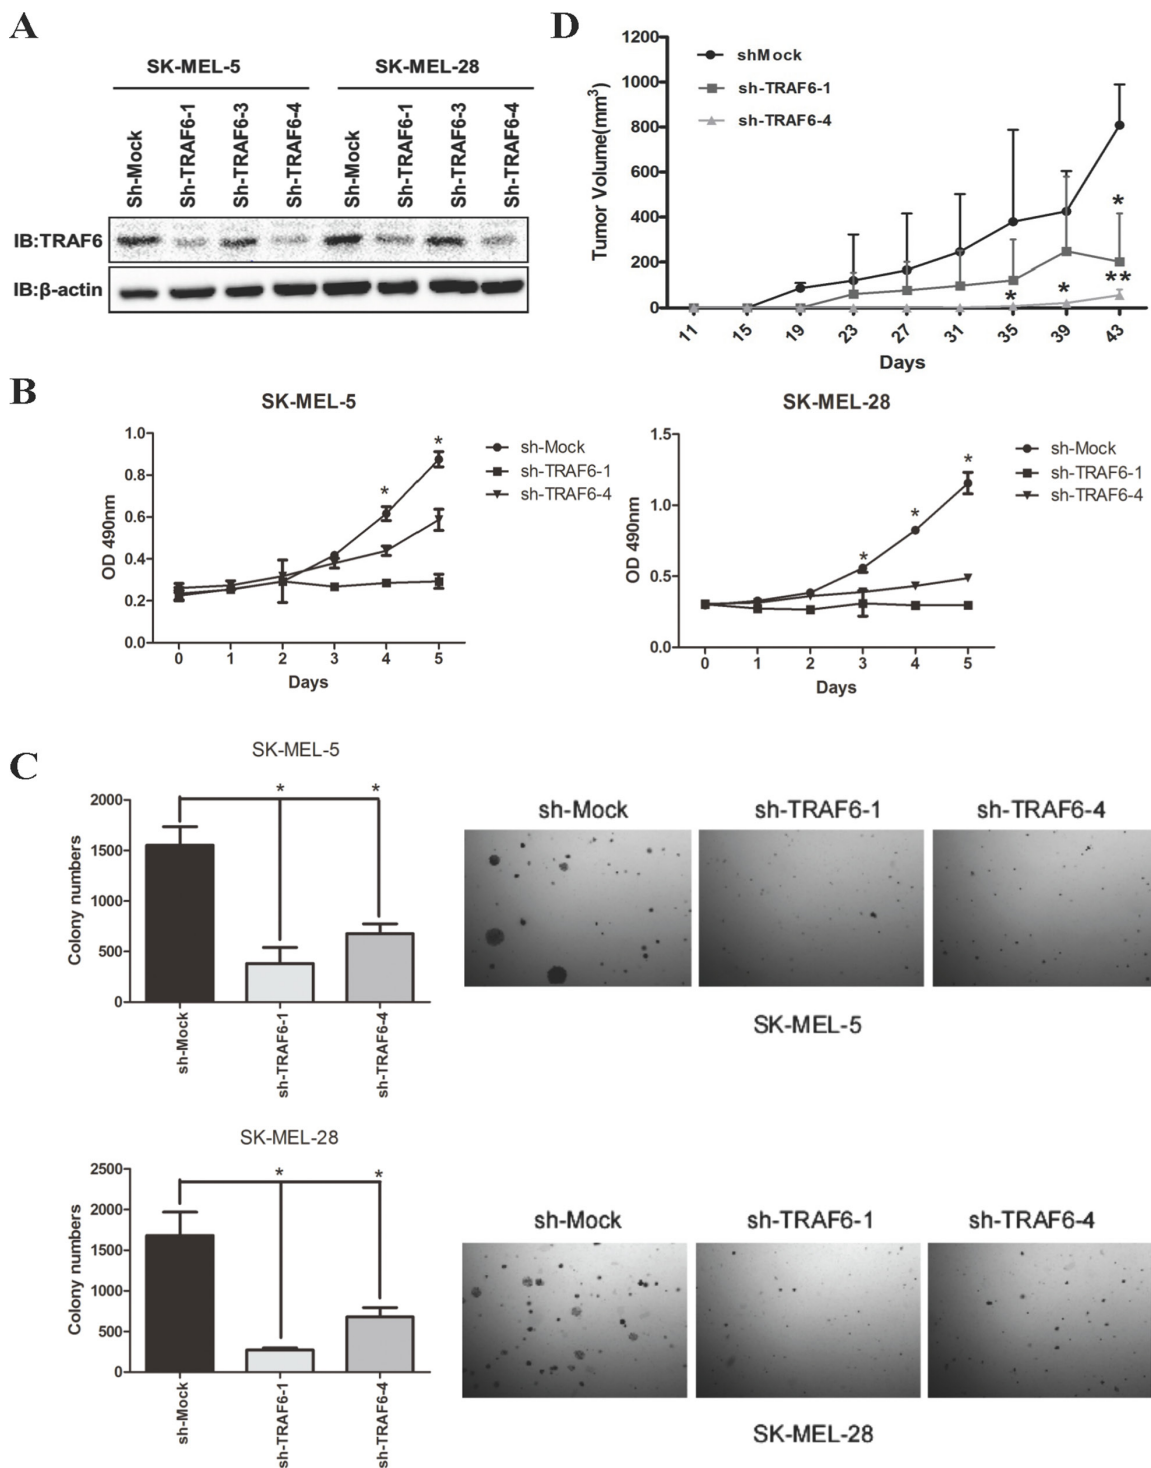 A
SK-MEL-5
SK-MEL-28
Sh-Mock
Sh-TRAF6-1
Sh-TRAF6-3
Sh-TRAF6-4
Sh-Mock
Sh-TRAF6-1
Sh-TRAF6-3
Sh-TRAF6-4
IB:TRAF6
IB:β-actin
D
1200
1000
800
600
400
200
0
Tumor Volume(mm³)
shMock
sh-TRAF6-1
sh-TRAF6-4
*
**
*
*
11
15
19
23
27
31
35
39
43
Days
B
SK-MEL-5
1.0
0.8
0.6
0.4
0.2
0.0
OD 490nm
*
*
sh-Mock
sh-TRAF6-1
sh-TRAF6-4
0 1 2 3 4 5
Days
SK-MEL-28
1.5
1.0
0.5
0.0
OD 490nm
*
*
*
sh-Mock
sh-TRAF6-1
sh-TRAF6-4
0 1 2 3 4 5
Days
C
SK-MEL-5
2000
1500
1000
500
0
Colony numbers
* *
sh-Mock
sh-TRAF6-1
sh-TRAF6-4
sh-Mock sh-TRAF6-1 sh-TRAF6-4
SK-MEL-5
SK-MEL-28
2500
2000
1500
1000
500
0
Colony numbers
* *
sh-Mock
sh-TRAF6-1
sh-TRAF6-4
sh-Mock sh-TRAF6-1 sh-TRAF6-4
SK-MEL-28